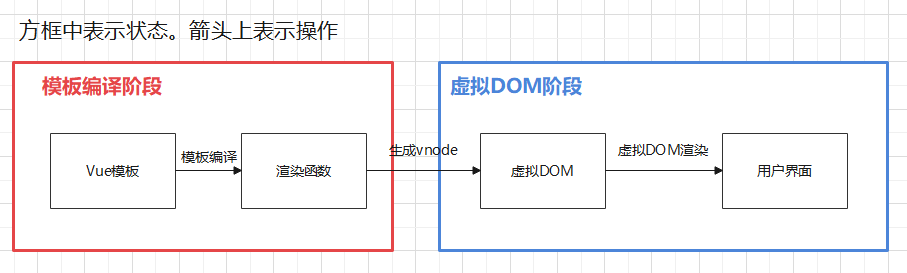 方框中表示状态。箭头上表示操作
模板编译阶段
虚拟DOM阶段
Vue模板
模板编译
渲染函数
生成vnode
虚拟DOM
虚拟DOM渲染
用户界面